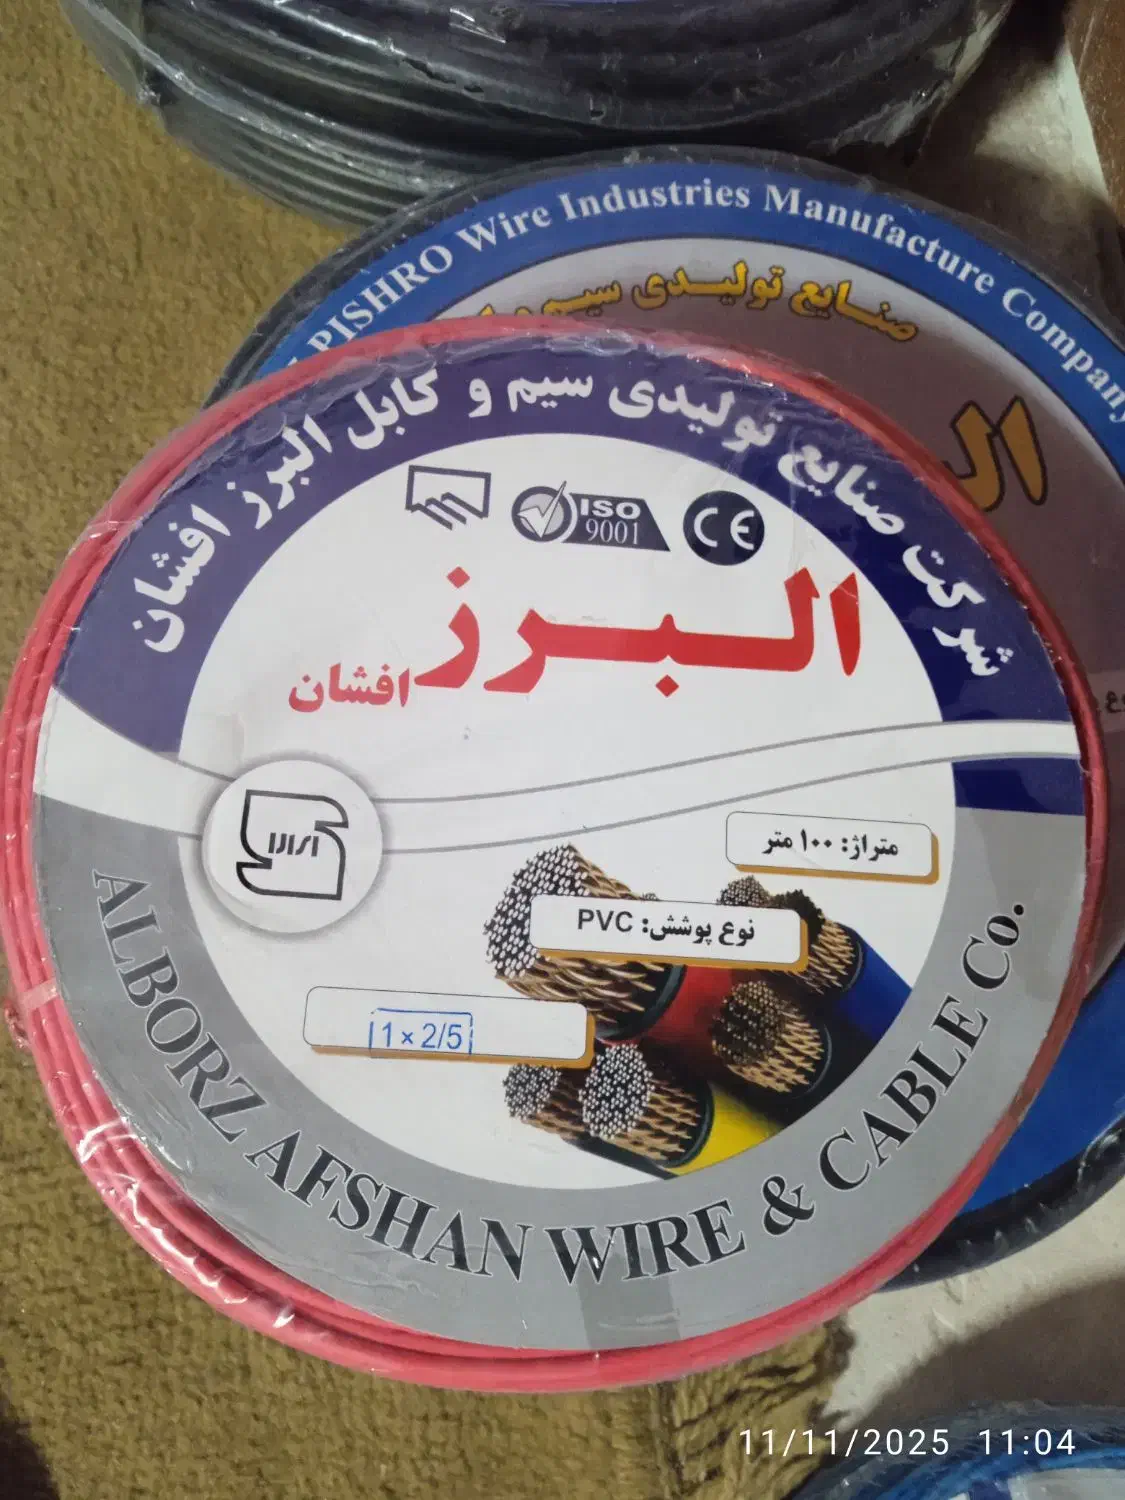 PISHRO Wire Industries Manufacture Company
صنایع تولیدی سیم و
شرکت صنایع تولیدی سیم و کابل البرز افشان
ISO
9001
CE
البرز
افشان
متراژ: ۱۰۰ متر
نوع پوشش: PVC
1 × 2/5
ALBORZ AFSHAN WIRE & CABLE Co.
11/11/2025 11:04